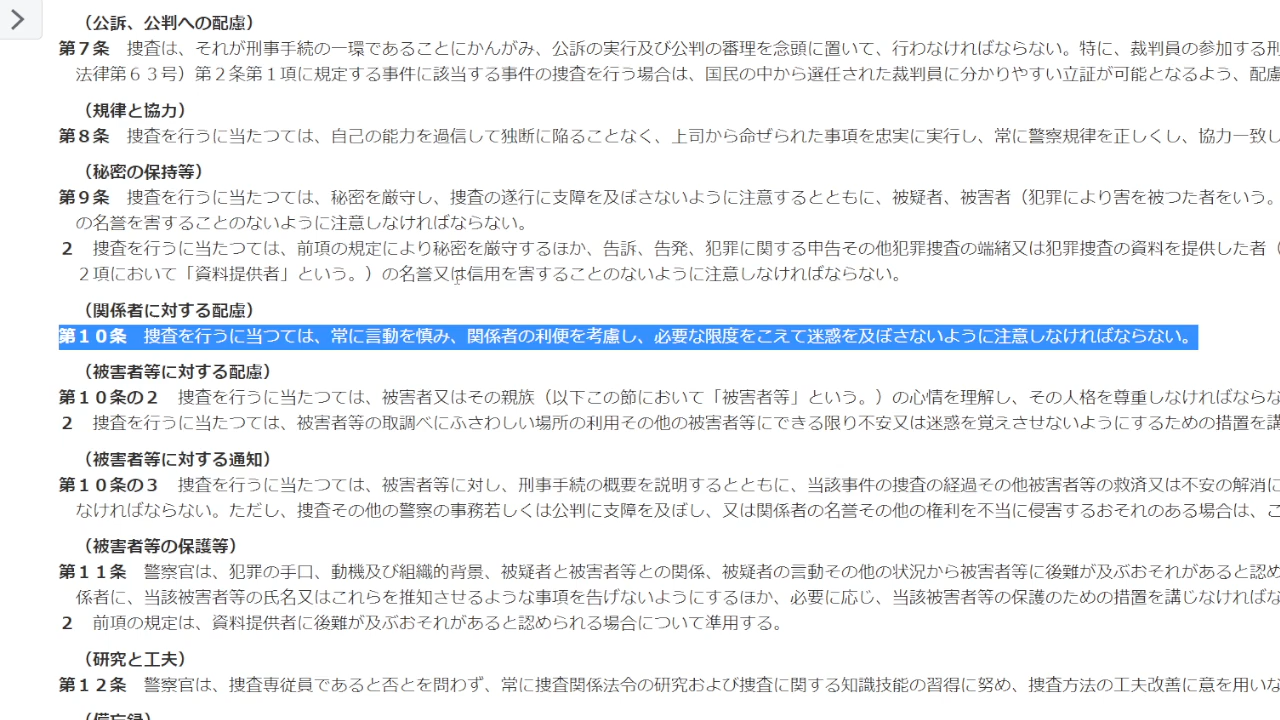 （公訴、公判への配慮）
第７条　捜査は、それが刑事手続の一環であることにかんがみ、公訴の実行及び公判の審理を念頭に置いて、行わなければならない。特に、裁判員の参加する刑
法律第６３号）第２条第１項に規定する事件に該当する事件の捜査を行う場合は、国民の中から選任された裁判員に分かりやすい立証が可能となるよう、配慮
（規律と協力）
第８条　捜査を行うに当たつては、自己の能力を過信して独断に陥ることなく、上司から命ぜられた事項を忠実に実行し、常に警察規律を正しくし、協力一致し
（秘密の保持等）
第９条　捜査を行うに当たつては、秘密を厳守し、捜査の遂行に支障を及ぼさないように注意するとともに、被疑者、被害者（犯罪により害を被つた者をいう。
の名誉を害することのないように注意しなければならない。
２　捜査を行うに当たつては、前項の規定により秘密を厳守するほか、告訴、告発、犯罪に関する申告その他犯罪捜査の端緒又は犯罪捜査の資料を提供した者（
２項において「資料提供者」という。）の名誉又は信用を害することのないように注意しなければならない。
（関係者に対する配慮）
第１０条　捜査を行うに当つては、常に言動を慎み、関係者の利便を考慮し、必要な限度をこえて迷惑を及ぼさないように注意しなければならない。
（被害者等に対する配慮）
第１０条の２　捜査を行うに当たつては、被害者又はその親族（以下この節において「被害者等」という。）の心情を理解し、その人格を尊重しなければならな
２　捜査を行うに当たつては、被害者等の取調べにふさわしい場所の利用その他の被害者等にできる限り不安又は迷惑を覚えさせないようにするための措置を講
（被害者等に対する通知）
第１０条の３　捜査を行うに当たつては、被害者等に対し、刑事手続の概要を説明するとともに、当該事件の捜査の経過その他被害者等の救済又は不安の解消に
なければならない。ただし、捜査その他の警察の事務若しくは公判に支障を及ぼし、又は関係者の名誉その他の権利を不当に侵害するおそれのある場合は、こ
（被害者等の保護等）
第１１条　警察官は、犯罪の手口、動機及び組織的背景、被疑者と被害者等との関係、被疑者の言動その他の状況から被害者等に後難が及ぶおそれがあると認め
係者に、当該被害者等の氏名又はこれらを推知させるような事項を告げないようにするほか、必要に応じ、当該被害者等の保護のための措置を講じなければな
２　前項の規定は、資料提供者に後難が及ぶおそれがあると認められる場合について準用する。
（研究と工夫）
第１２条　警察官は、捜査専従員であると否とを問わず、常に捜査関係法令の研究および捜査に関する知識技能の習得に努め、捜査方法の工夫改善に意を用いな
（備忘録）